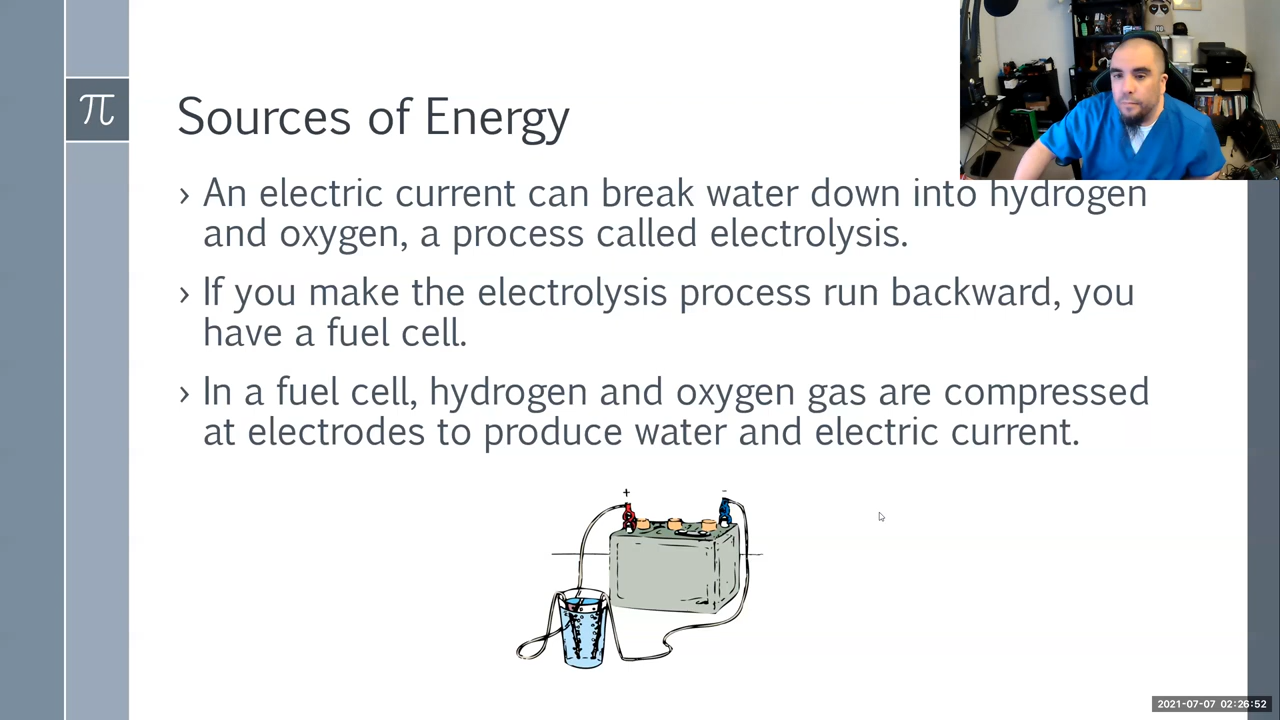 π
Sources of Energy
› An electric current can break water down into hydrogen
and oxygen, a process called electrolysis.
› If you make the electrolysis process run backward, you
have a fuel cell.
› In a fuel cell, hydrogen and oxygen gas are compressed
at electrodes to produce water and electric current.
+ -
2021-07-07 02:26:52